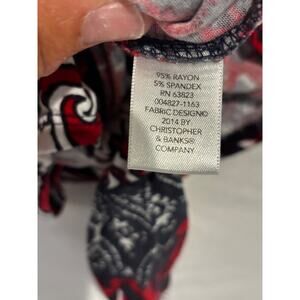 95% RAYON
5% SPANDEX
RN 63823
004827-1163
FABRIC DESIGN©
2014 BY
CHRISTOPHER
& BANKS®
COMPANY